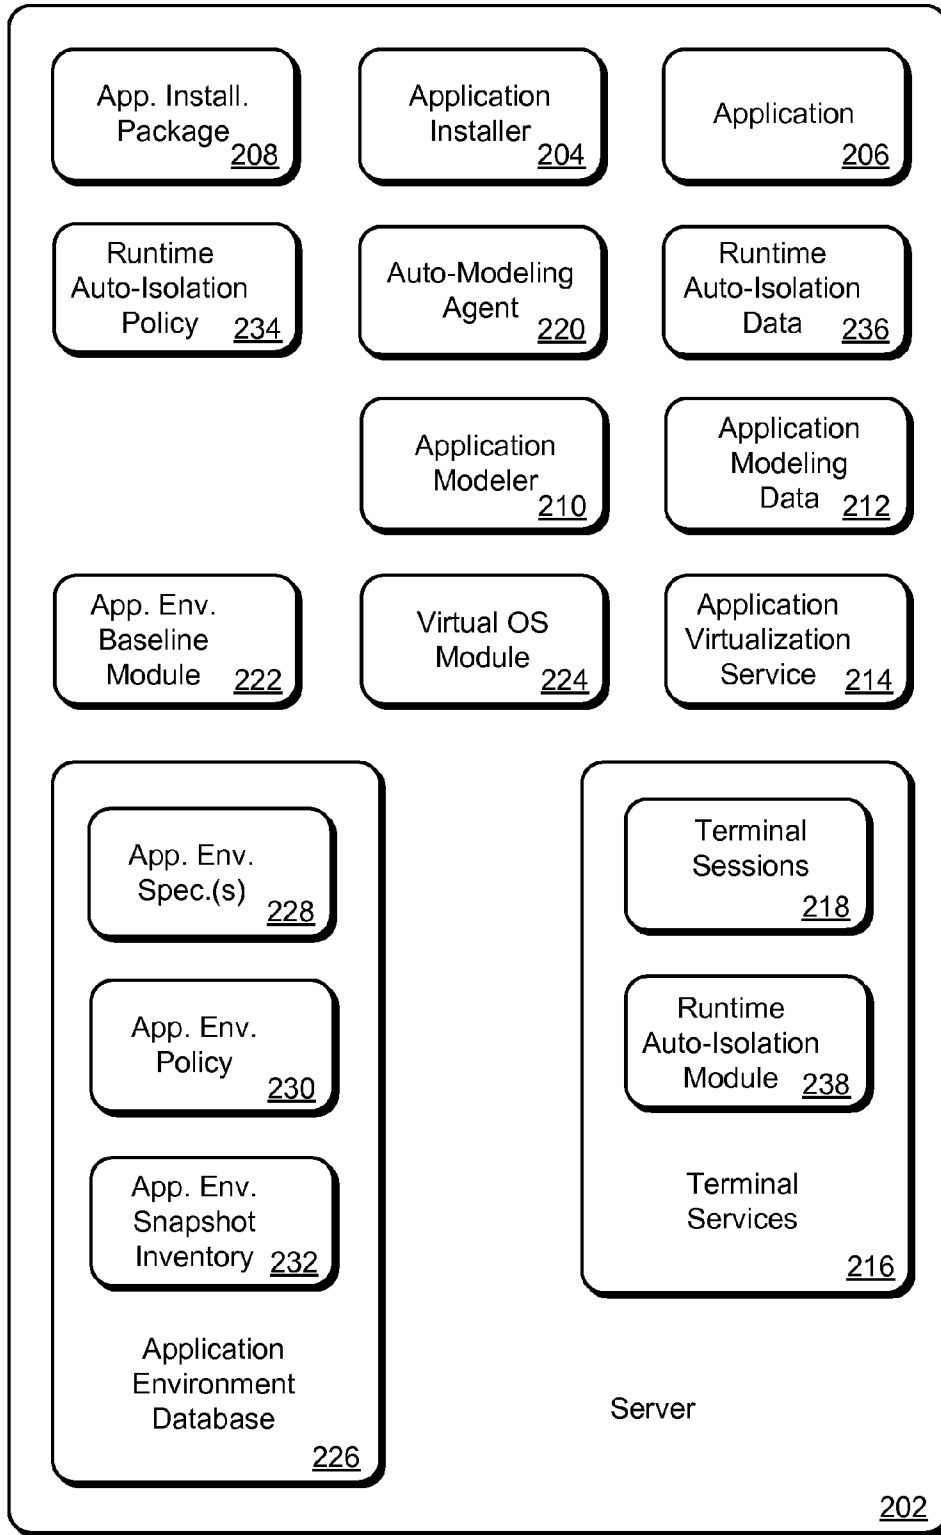 App. Install.
Package
208
Application
Installer
204
Application
206
Runtime
Auto-Isolation
Policy
234
Auto-Modeling
Agent
220
Runtime
Auto-Isolation
Data
236
Application
Modeler
210
Application
Modeling
Data
212
App. Env.
Baseline
Module
222
Virtual OS
Module
224
Application
Virtualization
Service
214
App. Env.
Spec.(s)
228
App. Env.
Policy
230
App. Env.
Snapshot
Inventory
232
Application
Environment
Database
226
Terminal
Sessions
218
Runtime
Auto-Isolation
Module
238
Terminal
Services
216
Server
202